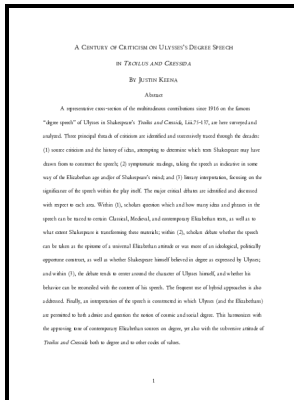 A CENTURY OF CRITICISM ON ULYSSES'S DEGREE SPEECH
IN TROILUS AND CRESSIDA
BY JUSTIN KEENA
Abstract
A representative cross-section of the multitudinous contributions since 1916 on the famous
"degree speech" of Ulysses in Shakespeare's Troilus and Cressida, I.iii.75-137, are here surveyed and
analyzed. Three principal threads of criticism are identified and successively traced through the decades:
(1) source criticism and the history of ideas, attempting to determine which texts Shakespeare may have
drawn from to construct the speech; (2) symptomatic readings, taking the speech as indicative in some
way of the Elizabethan age and/or of Shakespeare's mind; and (3) literary interpretation, focusing on the
significance of the speech within the play itself. The major critical debates are identified and discussed
with respect to each area. Within (1), scholars question which and how many ideas and phrases in the
speech can be traced to certain Classical, Medieval, and contemporary Elizabethan texts, as well as to
what extent Shakespeare is transforming these materials; within (2), scholars debate whether the speech
can be taken at the epitome of a universal Elizabethan attitude or was more of an ideological, politically
opportune construct, as well as whether Shakespeare himself believed in degree as expressed by Ulysses;
and within (3), the debate tends to center around the character of Ulysses himself, and whether his
behavior can be reconciled with the content of his speech. The frequent use of hybrid approaches is also
addressed. Finally, an interpretation of the speech is constructed in which Ulysses (and the Elizabethans)
are permitted to both admire and question the notion of cosmic and social degree. This harmonizes with
the approving tone of contemporary Elizabethan sources on degree, yet also with the subversive attitude of
Troilus and Cressida both to degree and to other codes of values.
1